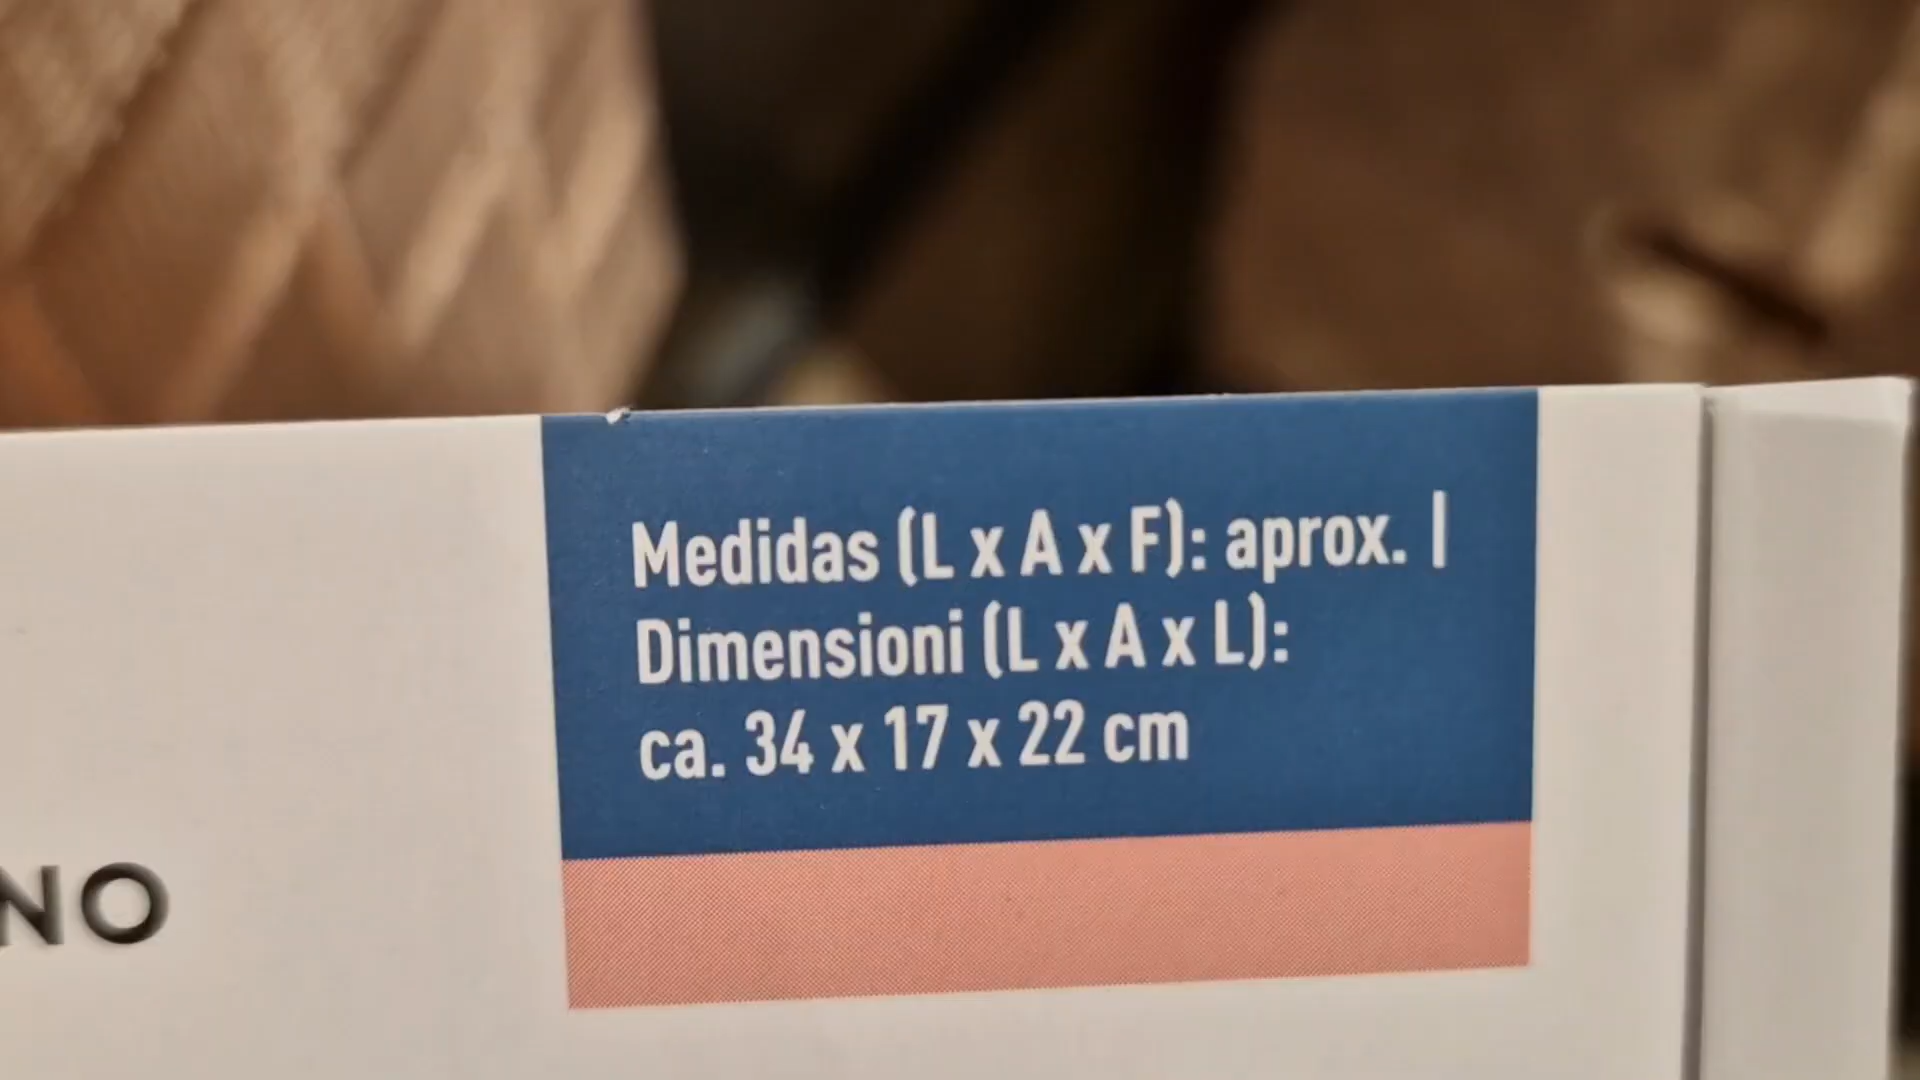 Medidas (L x A x F): aprox. |
Dimensioni (L x A x L):
ca. 34 x 17 x 22 cm